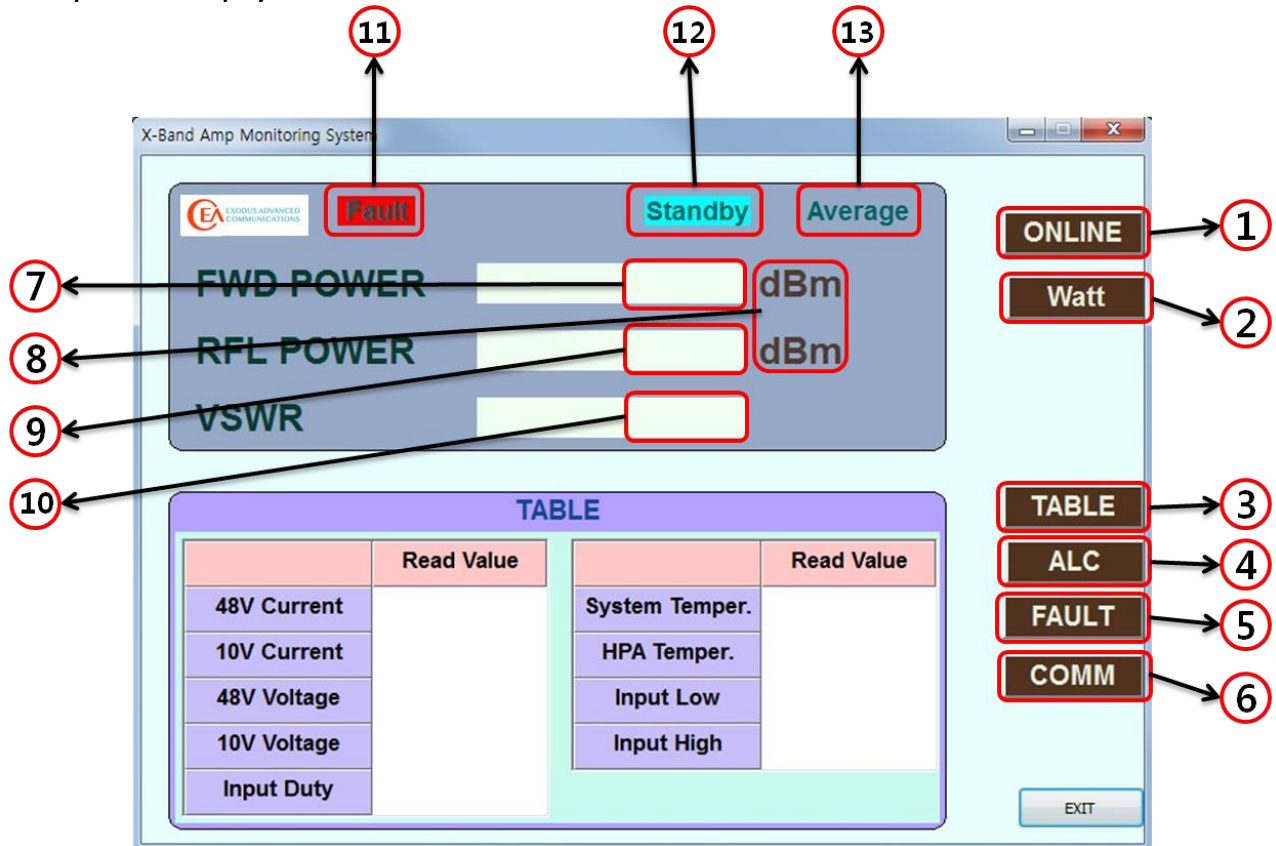 11 12 13
X-Band Amp Monitoring System
EXODUS ADVANCED
COMMUNICATIONS
Fault Standby Average
ONLINE 1
7 FWD POWER dBm Watt 2
8 RFL POWER dBm
9 VSWR
10 TABLE
TABLE 3
Read Value Read Value
ALC 4
48V Current System Temper.
FAULT 5
10V Current HPA Temper.
COMM 6
48V Voltage Input Low
10V Voltage Input High
Input Duty
EXIT